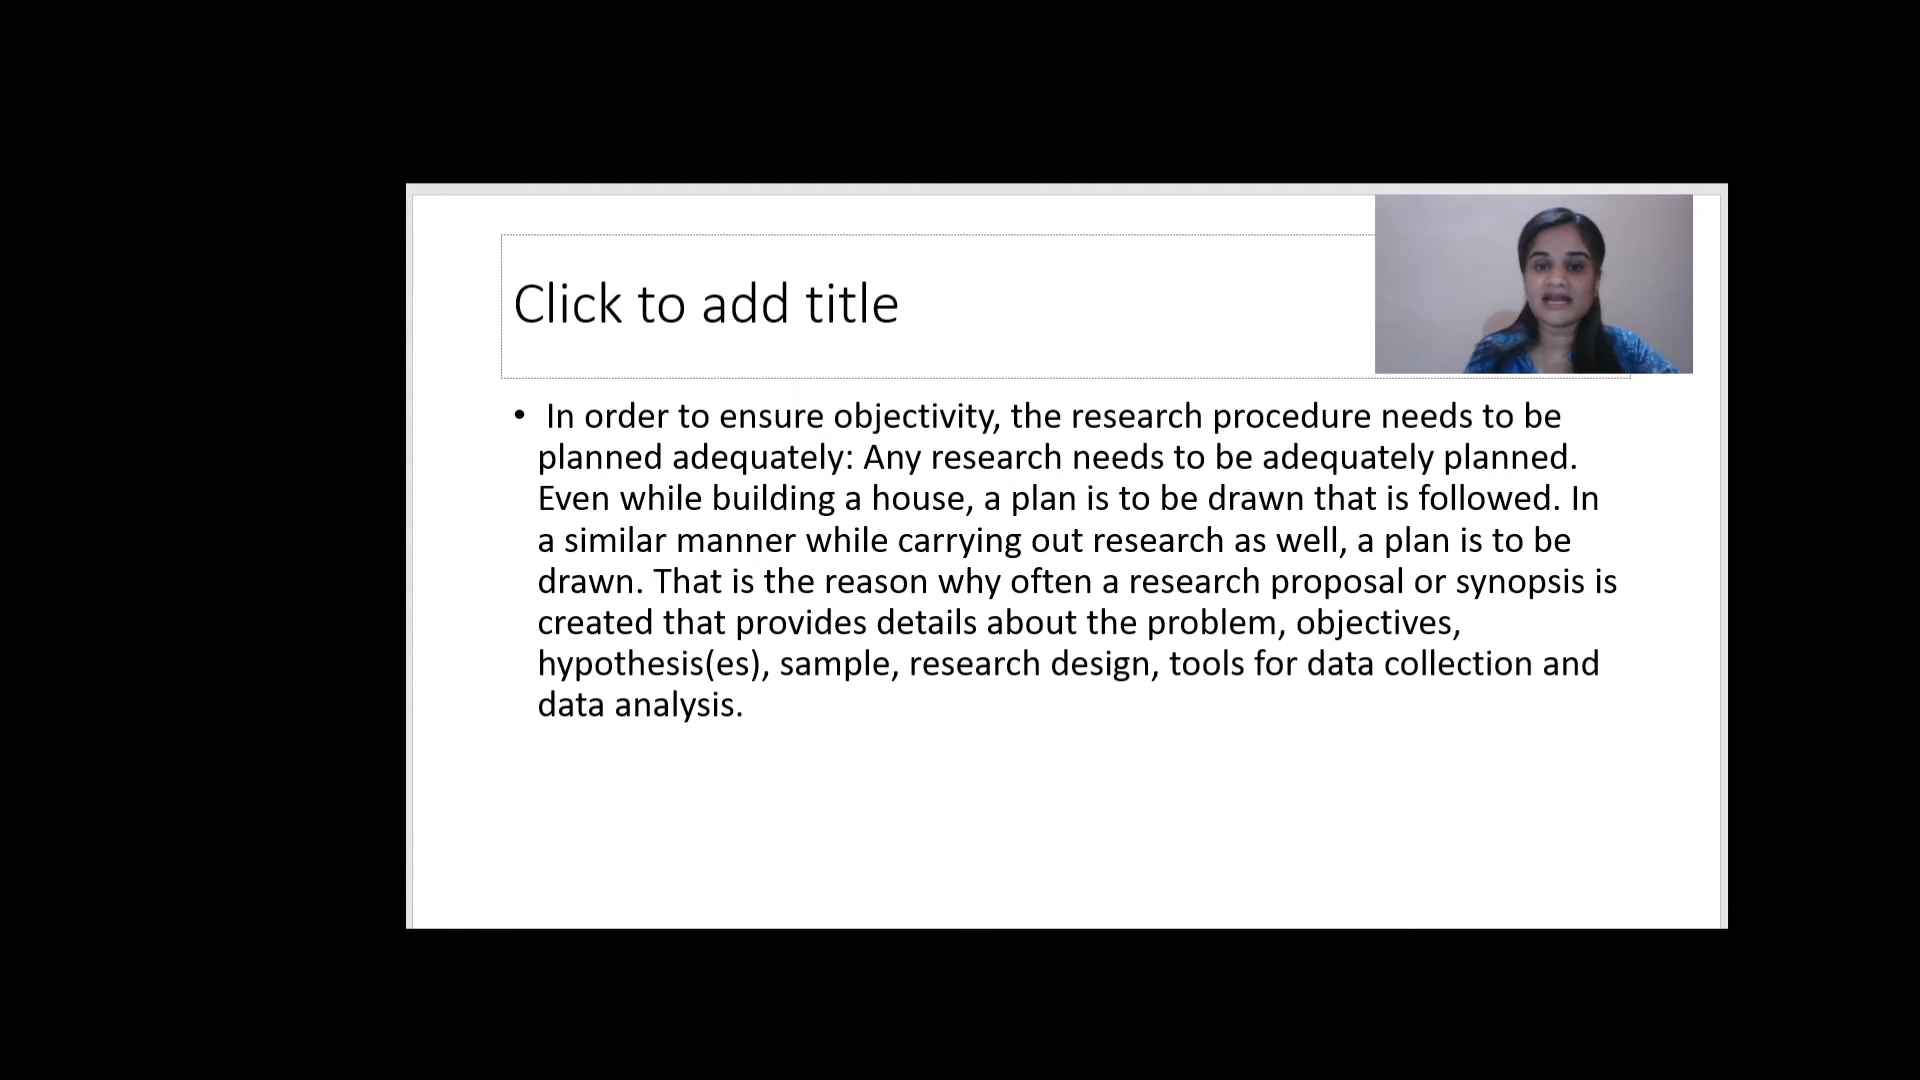 Click to add title
• In order to ensure objectivity, the research procedure needs to be
planned adequately: Any research needs to be adequately planned.
Even while building a house, a plan is to be drawn that is followed. In
a similar manner while carrying out research as well, a plan is to be
drawn. That is the reason why often a research proposal or synopsis is
created that provides details about the problem, objectives,
hypothesis(es), sample, research design, tools for data collection and
data analysis.